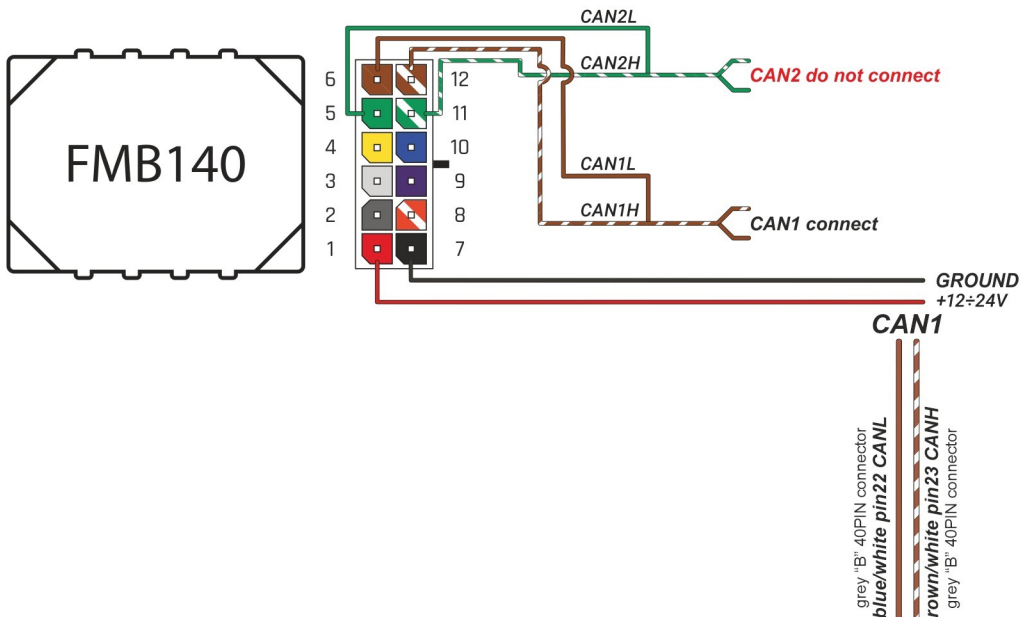 CAN2L
CAN2H
CAN2 do not connect
FMB140
6 12
5 11
4 10
3 9
2 8
1 7
CAN1L
CAN1H
CAN1 connect
GROUND
+12÷24V
CAN1
grey "B" 40PIN connector
blue/white pin22 CANL
rown/white pin23 CANH
grey "B" 40PIN connector